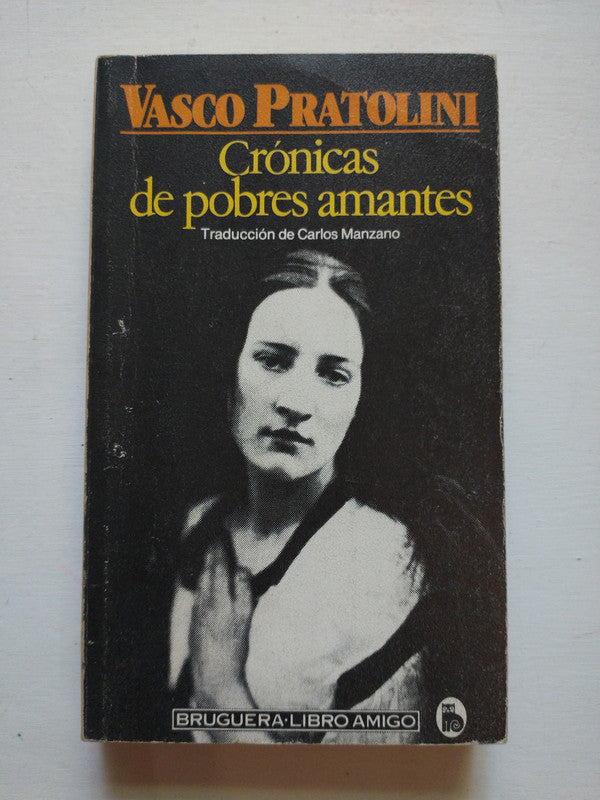 VASCO PRATOLINI
Crónicas
de pobres amantes
Traducción de Carlos Manzano
BRUGUERA·LIBRO AMIGO